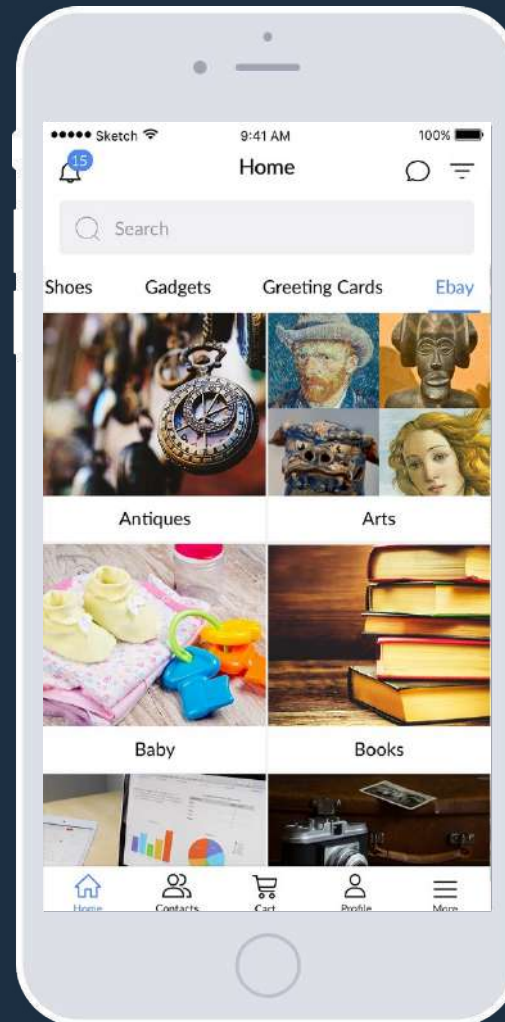 Sketch 9:41 AM 100%
15
Home
Search
Shoes Gadgets Greeting Cards Ebay
Antiques Arts
Baby Books
Home Contacts Cart Profile More